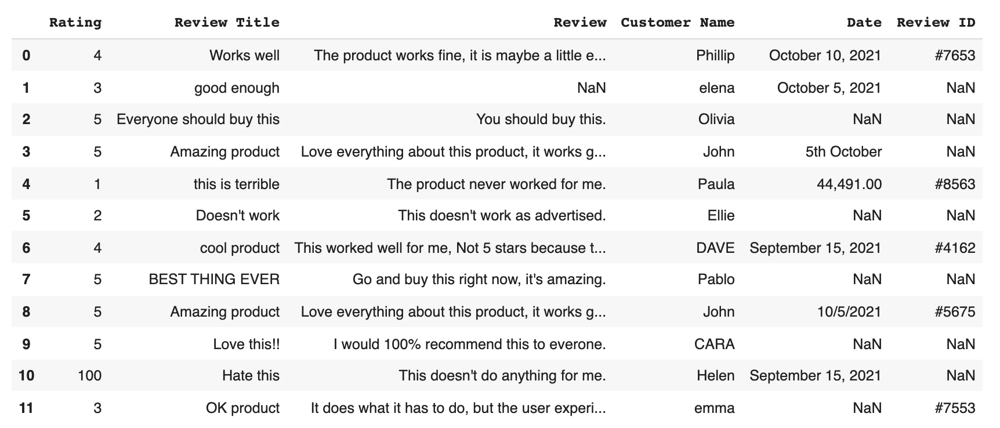 Rating Review Title Review Customer Name Date Review ID
0 4 Works well The product works fine, it is maybe a little e... Phillip October 10, 2021 #7653
1 3 good enough NaN elena October 5, 2021 NaN
2 5 Everyone should buy this You should buy this. Olivia NaN NaN
3 5 Amazing product Love everything about this product, it works g... John 5th October NaN
4 1 this is terrible The product never worked for me. Paula 44,491.00 #8563
5 2 Doesn't work This doesn't work as advertised. Ellie NaN NaN
6 4 cool product This worked well for me, Not 5 stars because t... DAVE September 15, 2021 #4162
7 5 BEST THING EVER Go and buy this right now, it's amazing. Pablo NaN NaN
8 5 Amazing product Love everything about this product, it works g... John 10/5/2021 #5675
9 5 Love this!! I would 100% recommend this to everone. CARA NaN NaN
10 100 Hate this This doesn't do anything for me. Helen September 15, 2021 NaN
11 3 OK product It does what it has to do, but the user experi... emma NaN #7553